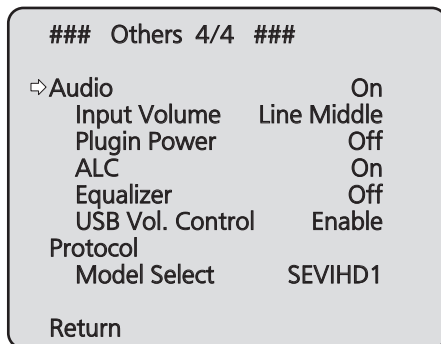 ### Others 4/4 ###
⇨Audio On
Input Volume Line Middle
Plugin Power Off
ALC On
Equalizer Off
USB Vol. Control Enable
Protocol
Model Select SEVIHD1
Return